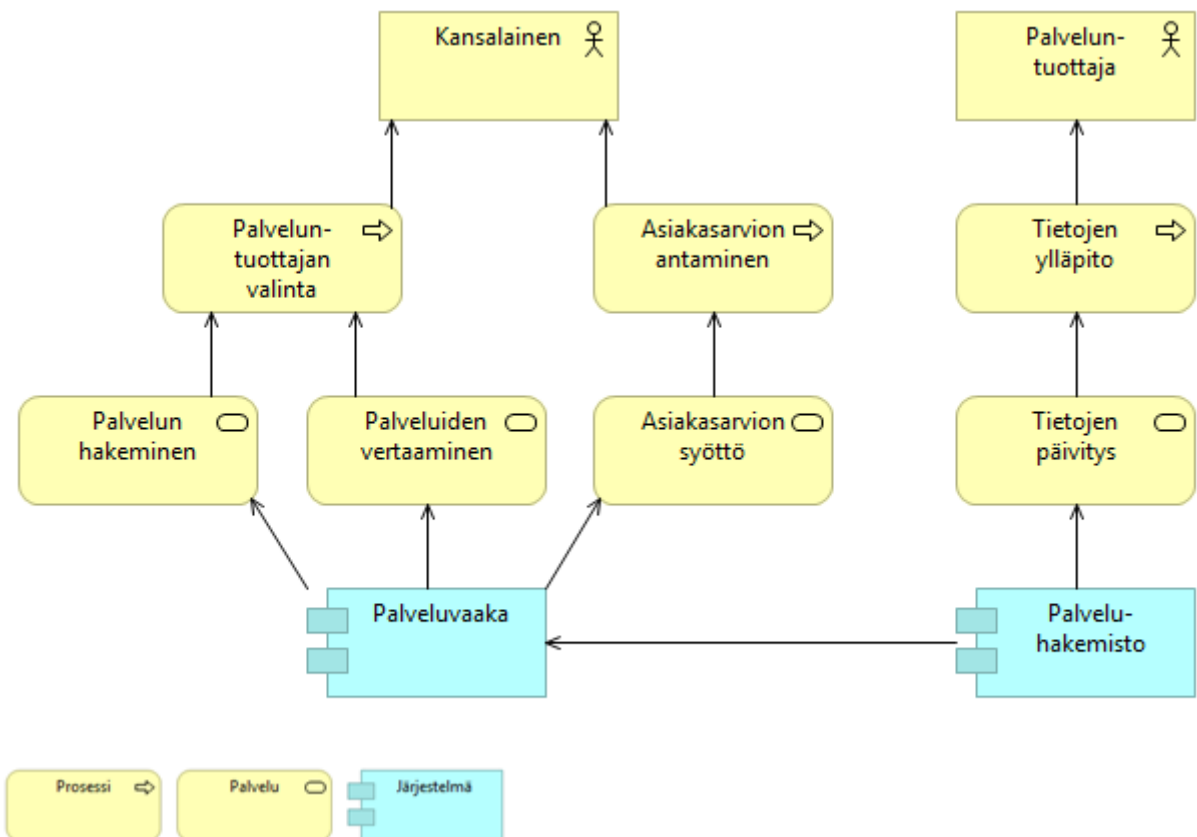 Kansalainen
Palvelun-
tuottaja
Palvelun-
tuottajan
valinta
Asiakasarvion
antaminen
Tietojen
ylläpito
Palvelun
hakeminen
Palveluiden
vertaaminen
Asiakasarvion
syöttö
Tietojen
päivitys
Palveluvaaka
Palvelu-
hakemisto
Prosessi
Palvelu
Järjestelmä